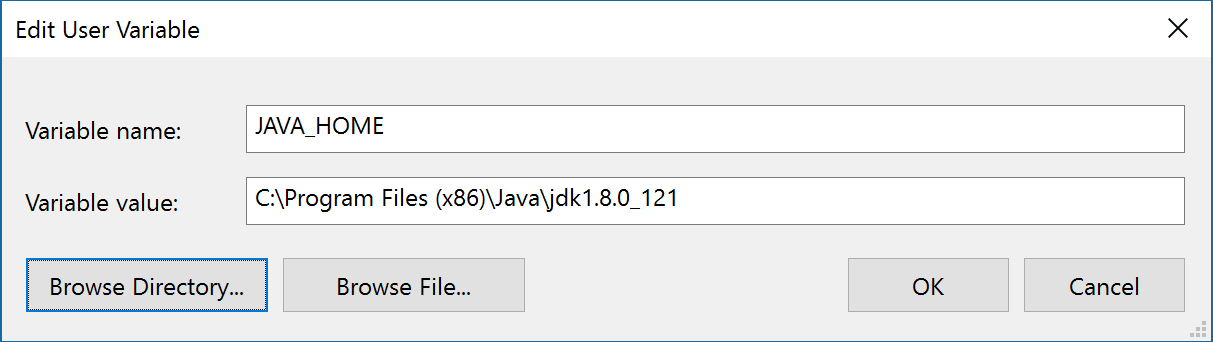 Edit User Variable
Variable name: JAVA_HOME
Variable value: C:\Program Files (x86)\Java\jdk1.8.0_121
Browse Directory... Browse File... OK Cancel